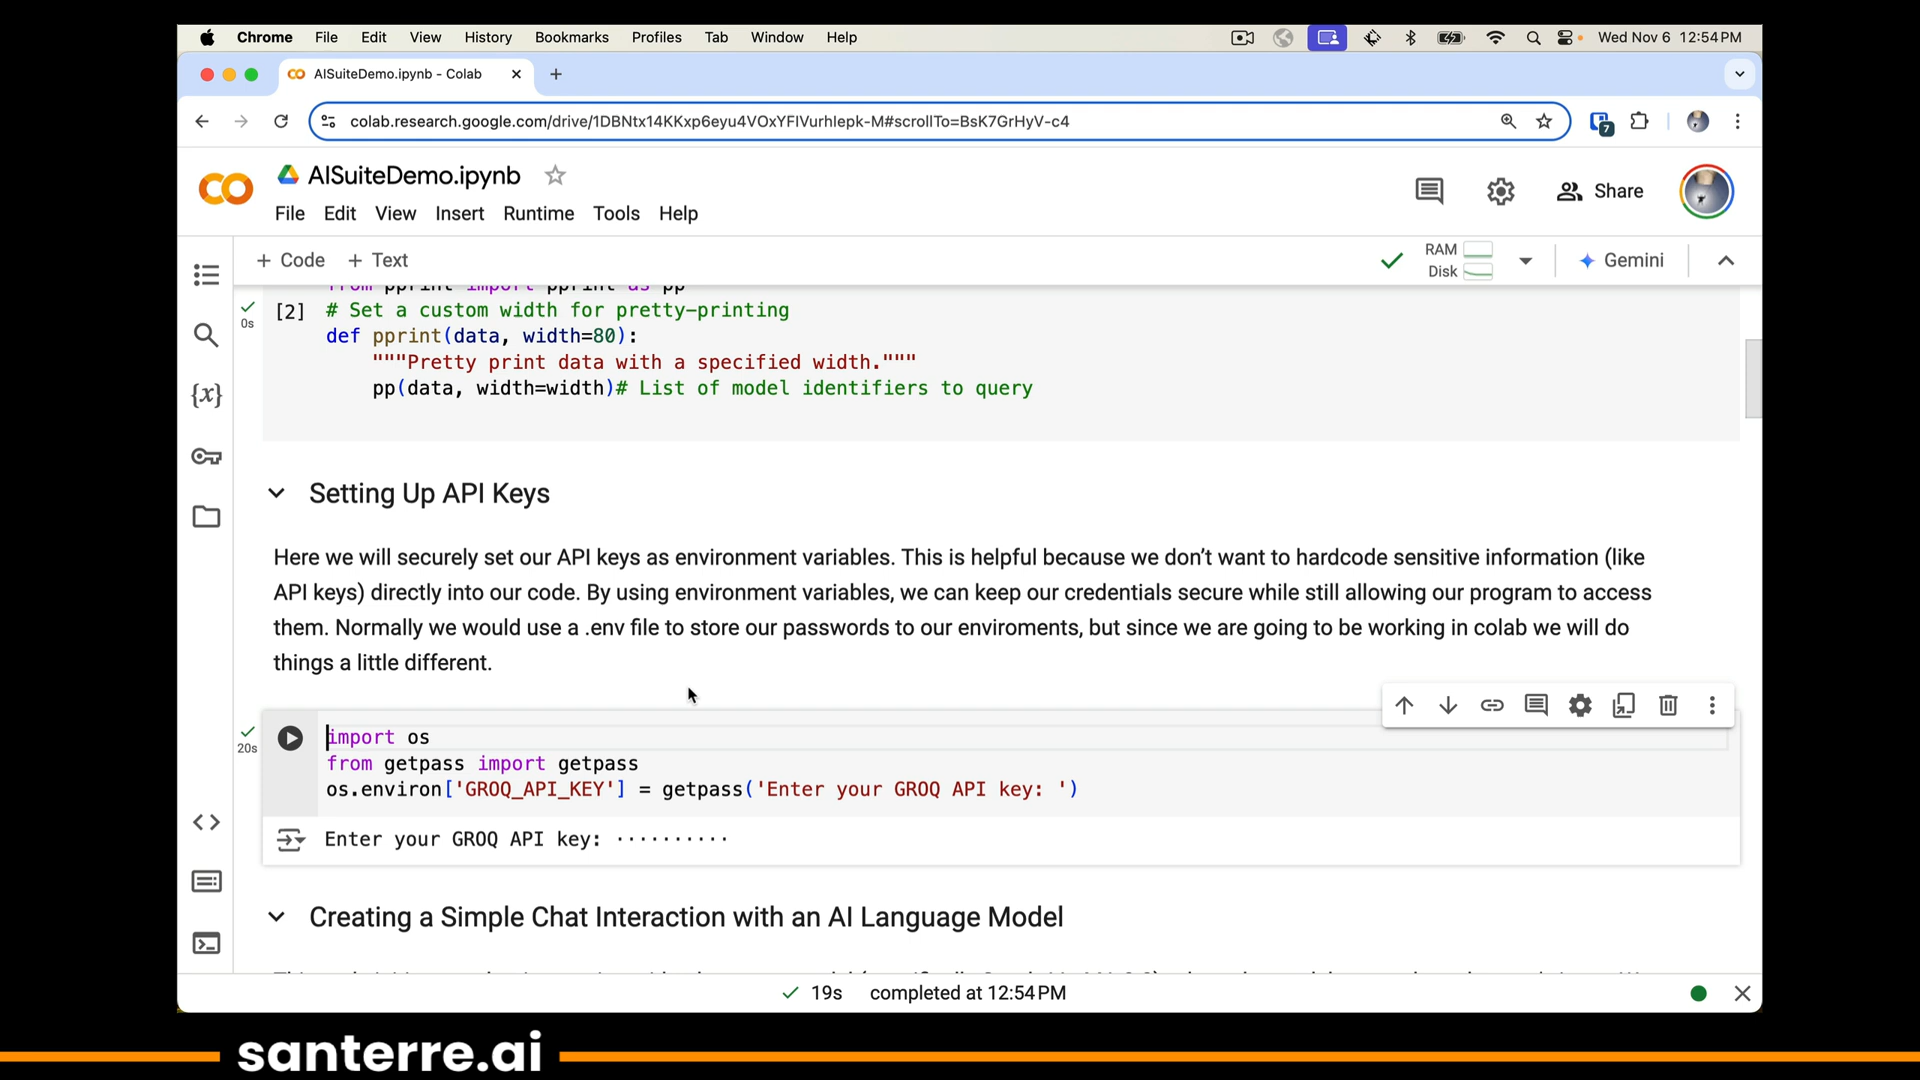 Chrome File Edit View History Bookmarks Profiles Tab Window Help Wed Nov 6 12:54 PM
AISuiteDemo.ipynb - Colab
colab.research.google.com/drive/1DBNtx14KKxp6eyu4VOxYFlVurhlepk-M#scrollTo=BsK7GrHyV-c4
7
AISuiteDemo.ipynb
Share
File Edit View Insert Runtime Tools Help
+ Code + Text
RAM
Disk
Gemini
from pprint import pprint as pp
[2] # Set a custom width for pretty-printing
0s
def pprint(data, width=80):
"""Pretty print data with a specified width."""
pp(data, width=width)# List of model identifiers to query
Setting Up API Keys
Here we will securely set our API keys as environment variables. This is helpful because we don't want to hardcode sensitive information (like
API keys) directly into our code. By using environment variables, we can keep our credentials secure while still allowing our program to access
them. Normally we would use a .env file to store our passwords to our enviroments, but since we are going to be working in colab we will do
things a little different.
20s
import os
from getpass import getpass
os.environ['GROQ_API_KEY'] = getpass('Enter your GROQ API key: ')
Enter your GROQ API key: ··········
Creating a Simple Chat Interaction with an AI Language Model
19s completed at 12:54 PM
santerre.ai